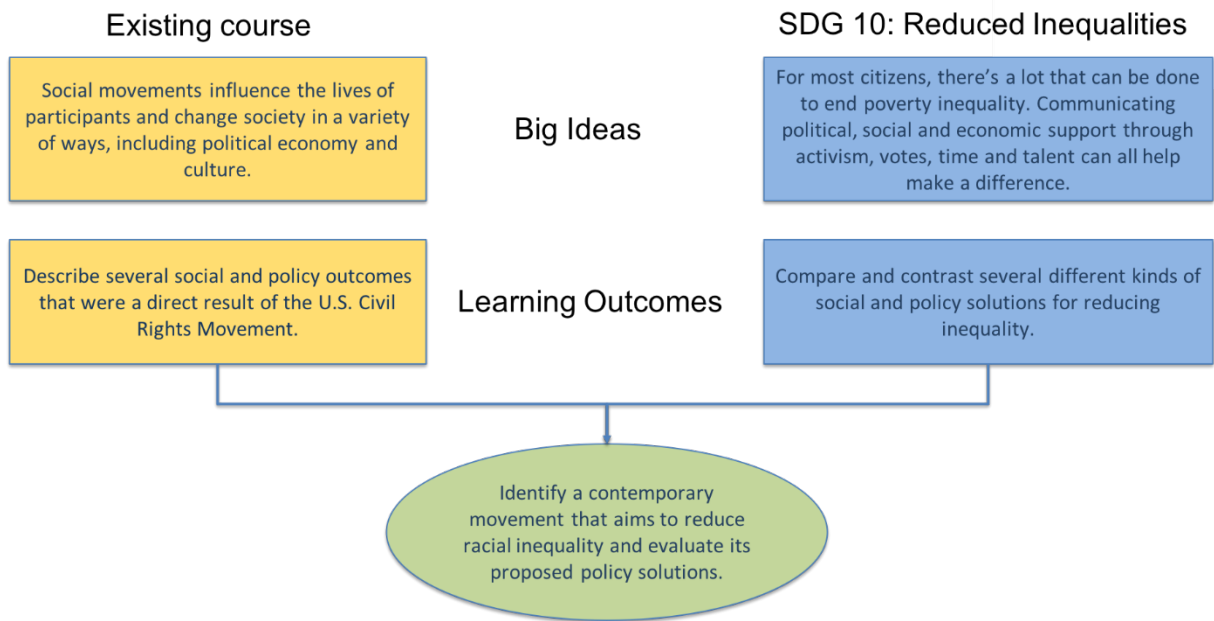 Existing course
SDG 10: Reduced Inequalities
Social movements influence the lives of
participants and change society in a variety
of ways, including political economy and
culture.
Big Ideas
For most citizens, there's a lot that can be done
to end poverty inequality. Communicating
political, social and economic support through
activism, votes, time and talent can all help
make a difference.
Describe several social and policy outcomes
that were a direct result of the U.S. Civil
Rights Movement.
Learning Outcomes
Compare and contrast several different kinds of
social and policy solutions for reducing
inequality.
Identify a contemporary
movement that aims to reduce
racial inequality and evaluate its
proposed policy solutions.